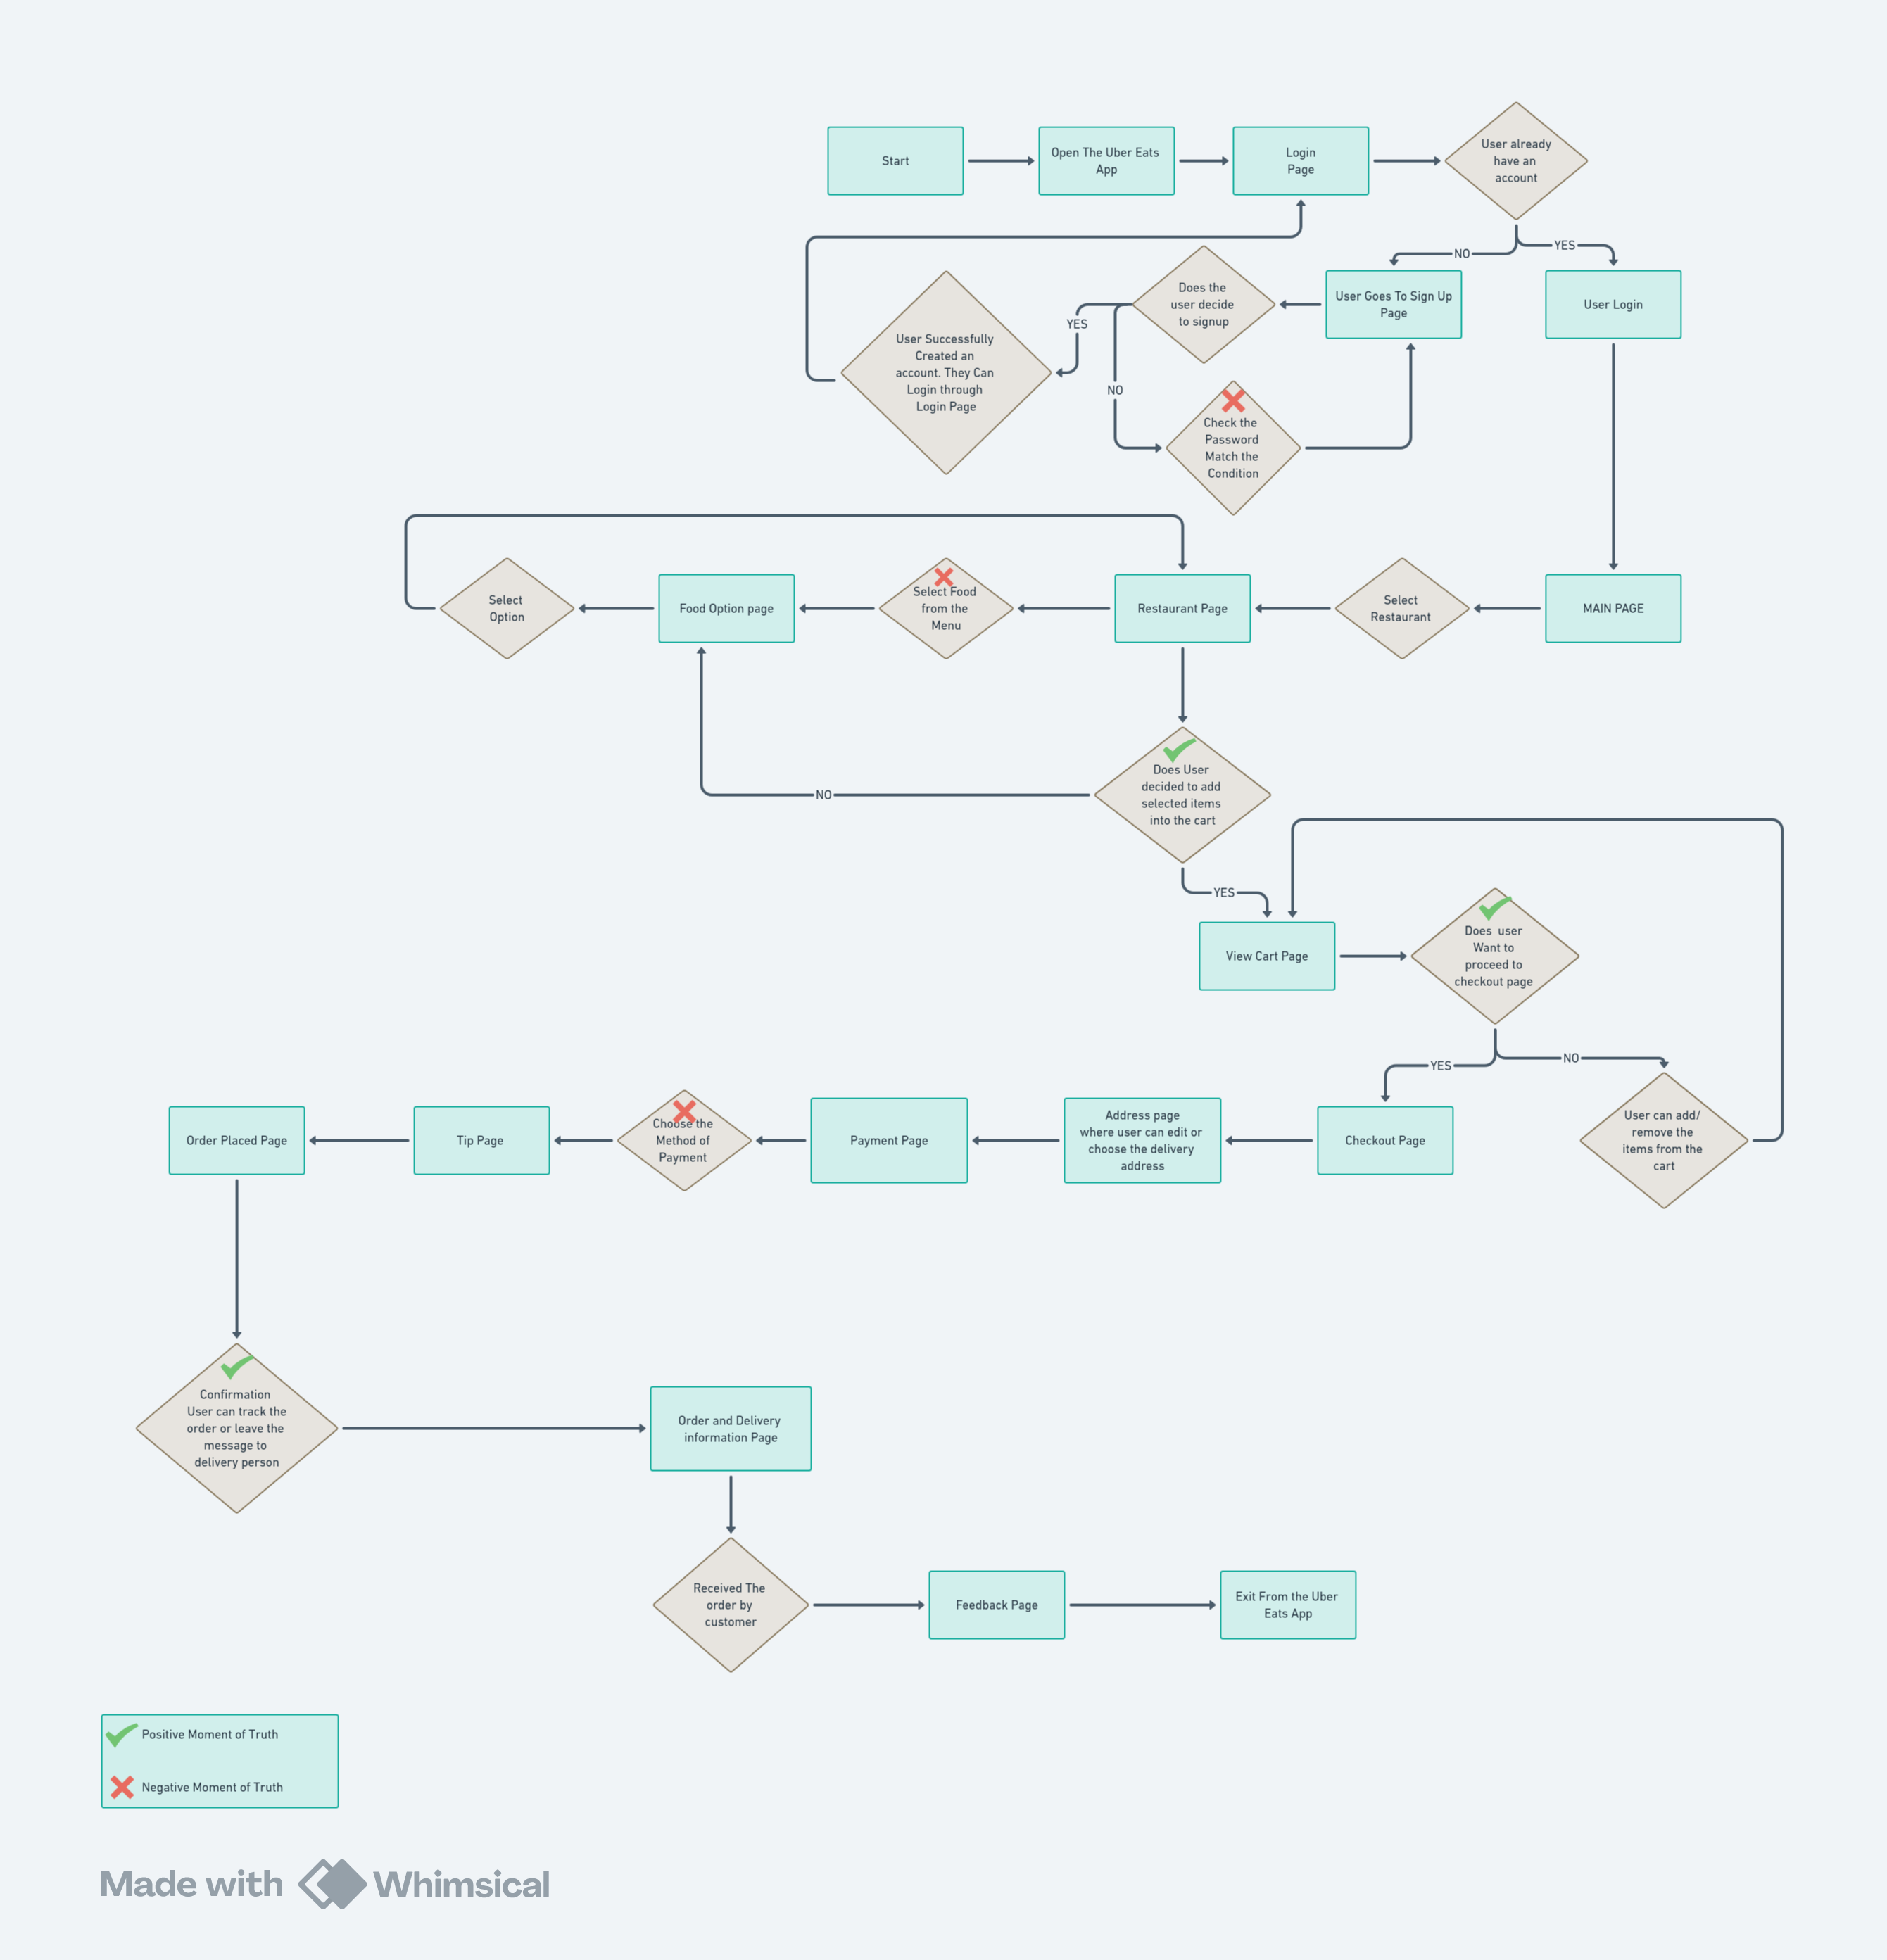 Start
Open The Uber Eats
App
Login
Page
User already
have an
account
NO
YES
User Goes To Sign Up
Page
User Login
Does the
user decide
to signup
YES
NO
User Successfully
Created an
account. They Can
Login through
Login Page
Check the
Password
Match the
Condition
Select
Option
Food Option page
Select Food
from the
Menu
Restaurant Page
Select
Restaurant
MAIN PAGE
Does User
decided to add
selected items
into the cart
NO
YES
View Cart Page
Does user
Want to
proceed to
checkout page
YES
NO
Order Placed Page
Tip Page
Choose the
Method of
Payment
Payment Page
Address page
where user can edit or
choose the delivery
address
Checkout Page
User can add/
remove the
items from the
cart
Confirmation
User can track the
order or leave the
message to
delivery person
Order and Delivery
information Page
Received The
order by
customer
Feedback Page
Exit From the Uber
Eats App
Positive Moment of Truth
Negative Moment of Truth
Made with Whimsical